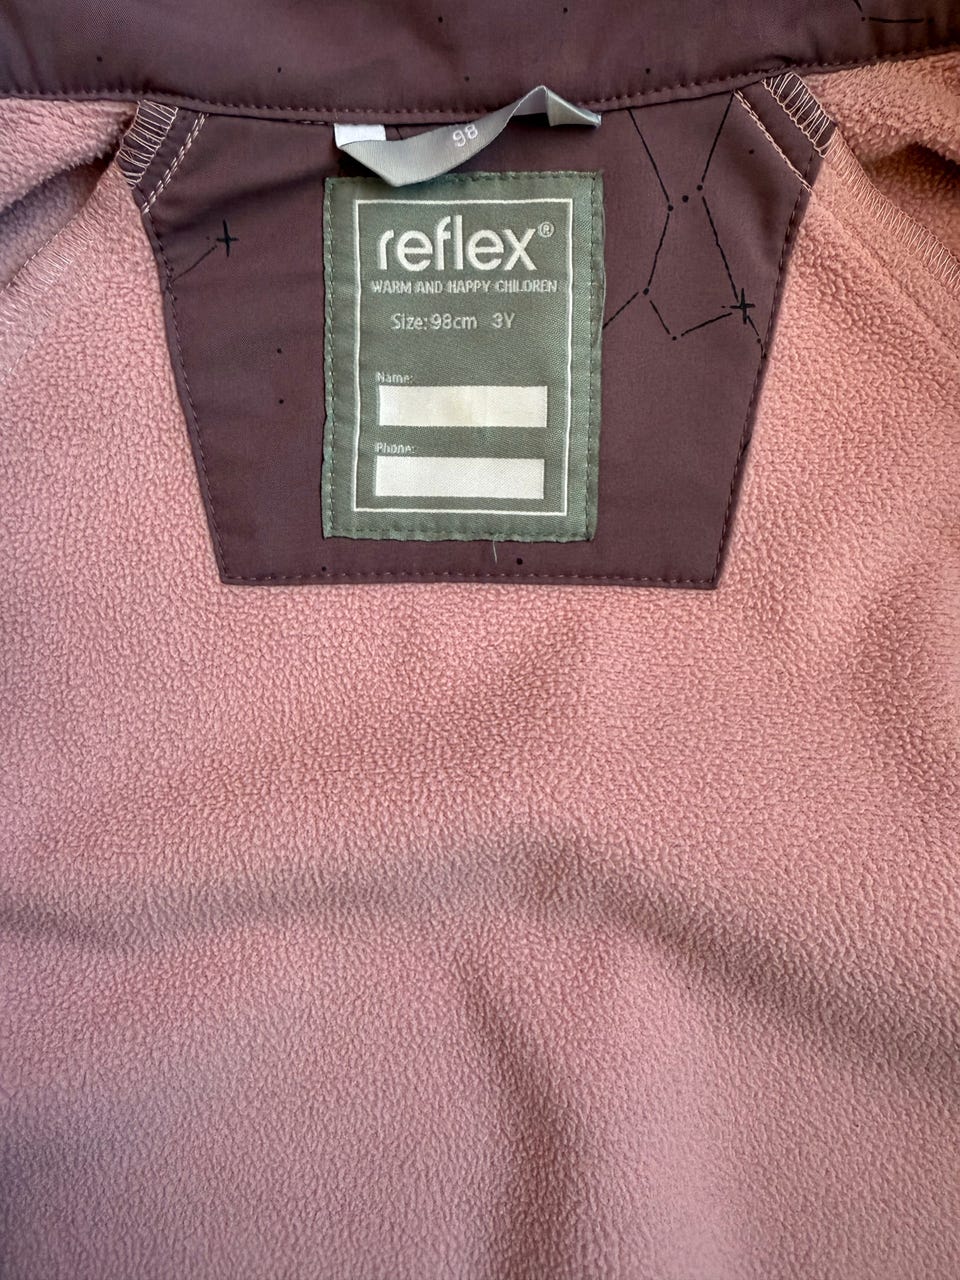 98
reflex®
WARM AND HAPPY CHILDREN
Size: 98cm 3Y
Name:
Phone: